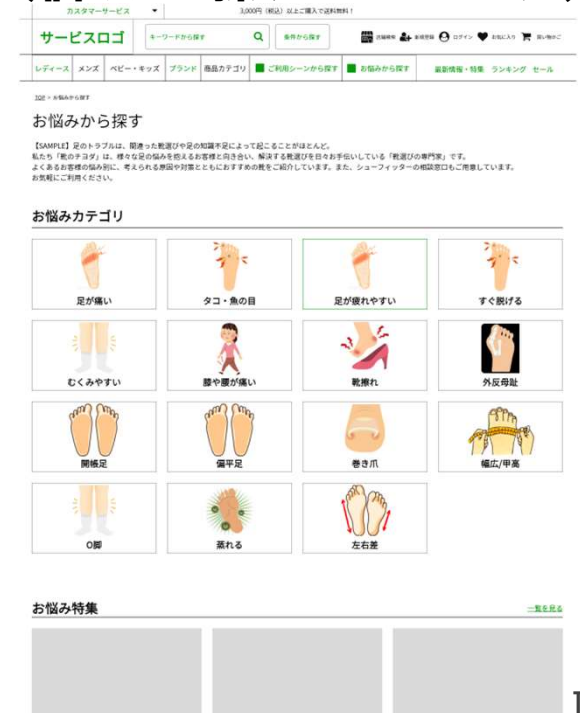 カスタマーサービス
3,000円（税込）以上ご購入で送料無料！
サービスロゴ
キーワードから探す
条件から探す
店舗検索
新規登録
ログイン
お気に入り
買い物かご
レディース
メンズ
ベビー・キッズ
ブランド
商品カテゴリ
ご利用シーンから探す
お悩みから探す
最新情報・特集
ランキング
セール
TOP > お悩みから探す
お悩みから探す
【SAMPLE】足のトラブルは、間違った靴選びや足の知識不足によって起こることがほとんど。
私たち「靴のチヨダ」は、様々な足の悩みを抱えるお客様と向き合い、解決する靴選びを日々お手伝いしている「靴選びの専門家」です。
よくあるお客様の悩み別に、考えられる原因や対策とともにおすすめの靴をご紹介しています。また、シューフィッターの相談窓口もご用意しています。
お気軽にご利用ください。
お悩みカテゴリ
足が痛い
タコ・魚の目
足が疲れやすい
すぐ脱げる
むくみやすい
膝や腰が痛い
靴擦れ
外反母趾
開帳足
偏平足
巻き爪
幅広/甲高
O脚
蒸れる
左右差
お悩み特集
一覧を見る